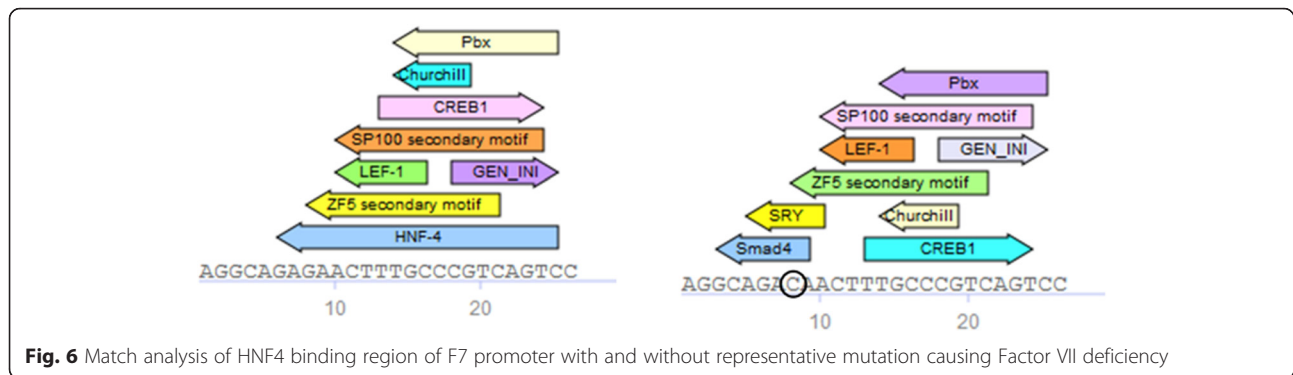 Pbx
Churchill
CREB1
SP100 secondary motif
LEF-1 GEN_INI
ZF5 secondary motif
HNF-4
AGGCAGAGAACTTTGCCCGTCAGTCC
10 20
Pbx
SP100 secondary motif
LEF-1 GEN_INI
ZF5 secondary motif
SRY Churchill
Smad4 CREB1
AGGCAGACAACTTTGCCCGTCAGTCC
10 20
Fig. 6 Match analysis of HNF4 binding region of F7 promoter with and without representative mutation causing Factor VII deficiency